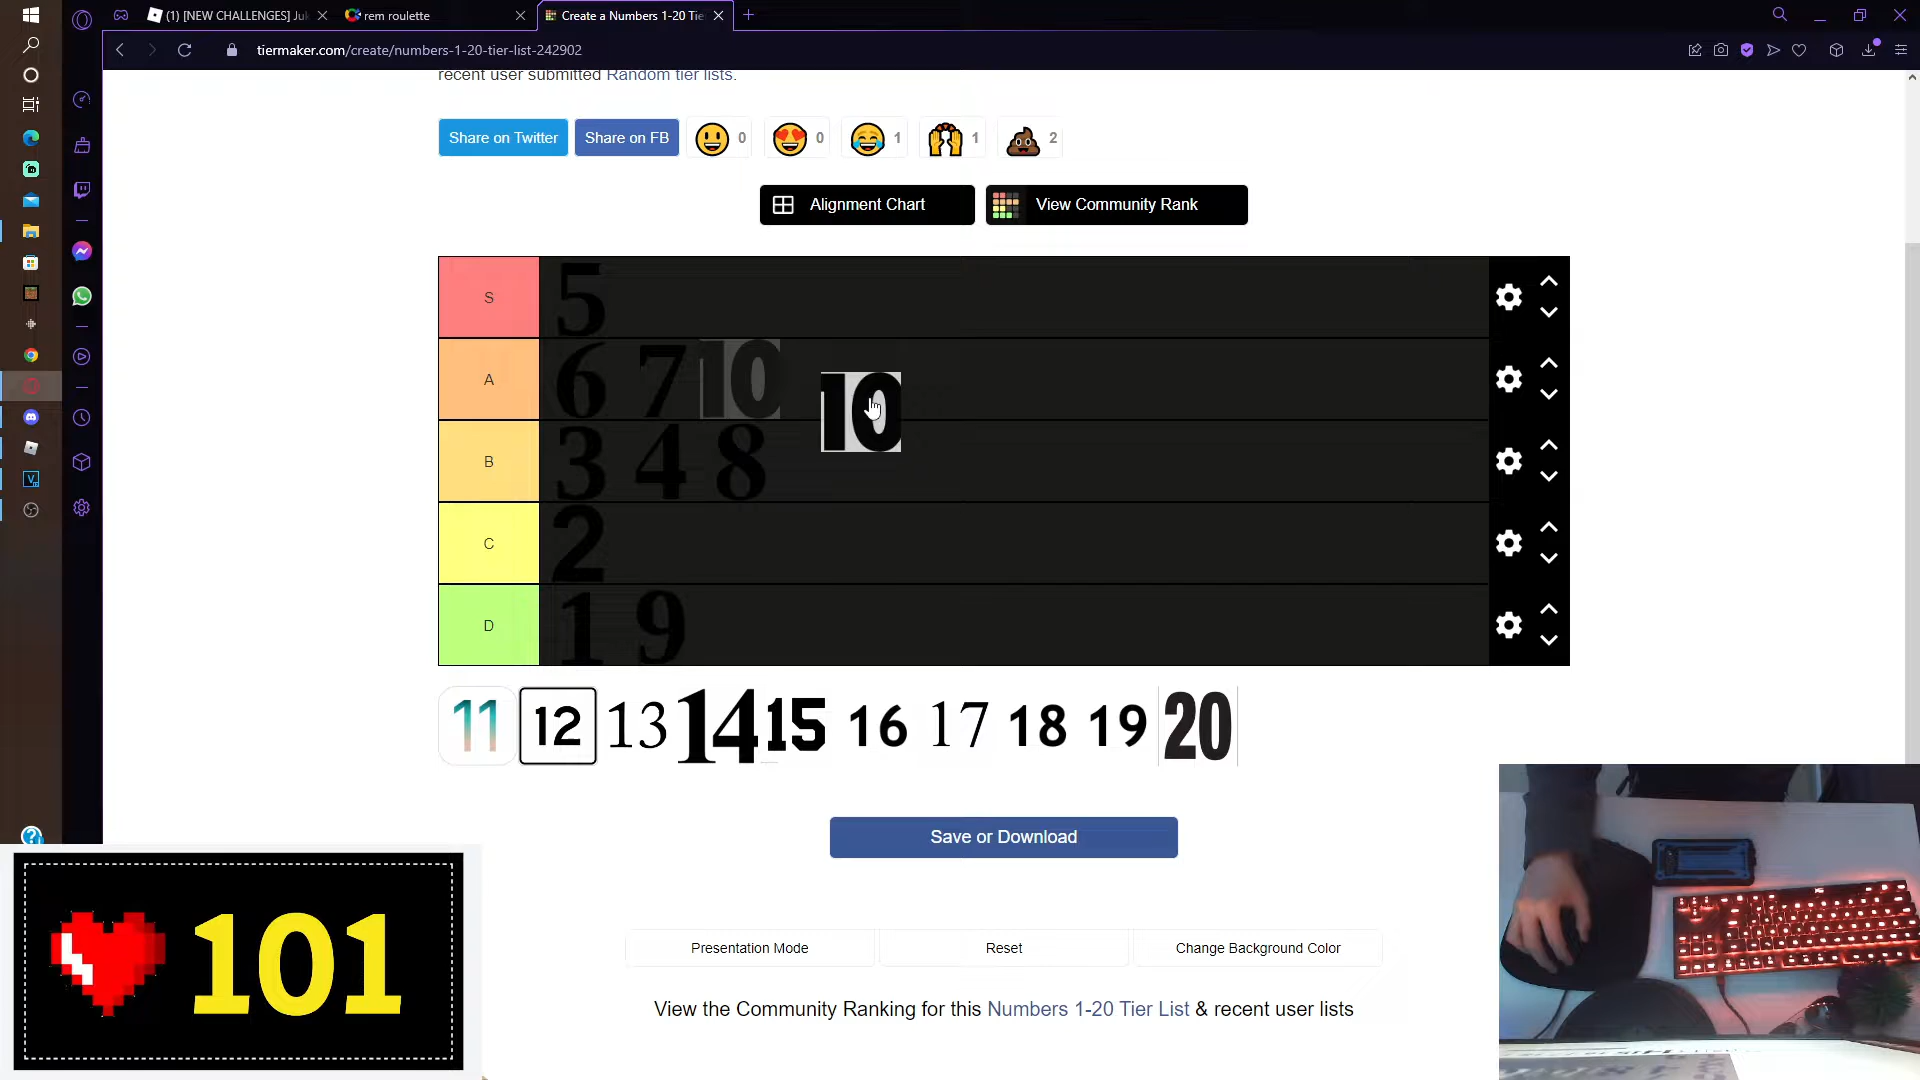 (1) [NEW CHALLENGES] Ju
rem roulette
Create a Numbers 1-20 Tie
tiermaker.com/create/numbers-1-20-tier-list-242902
recent user submitted Random tier lists.
Share on Twitter
Share on FB
0
0
1
1
2
Alignment Chart
View Community Rank
S
5
A
6 7 10
10
B
3 4 8
C
2
D
1 9
11 12 13 14 15 16 17 18 19 20
Save or Download
Presentation Mode
Reset
Change Background Color
View the Community Ranking for this Numbers 1-20 Tier List & recent user lists
101